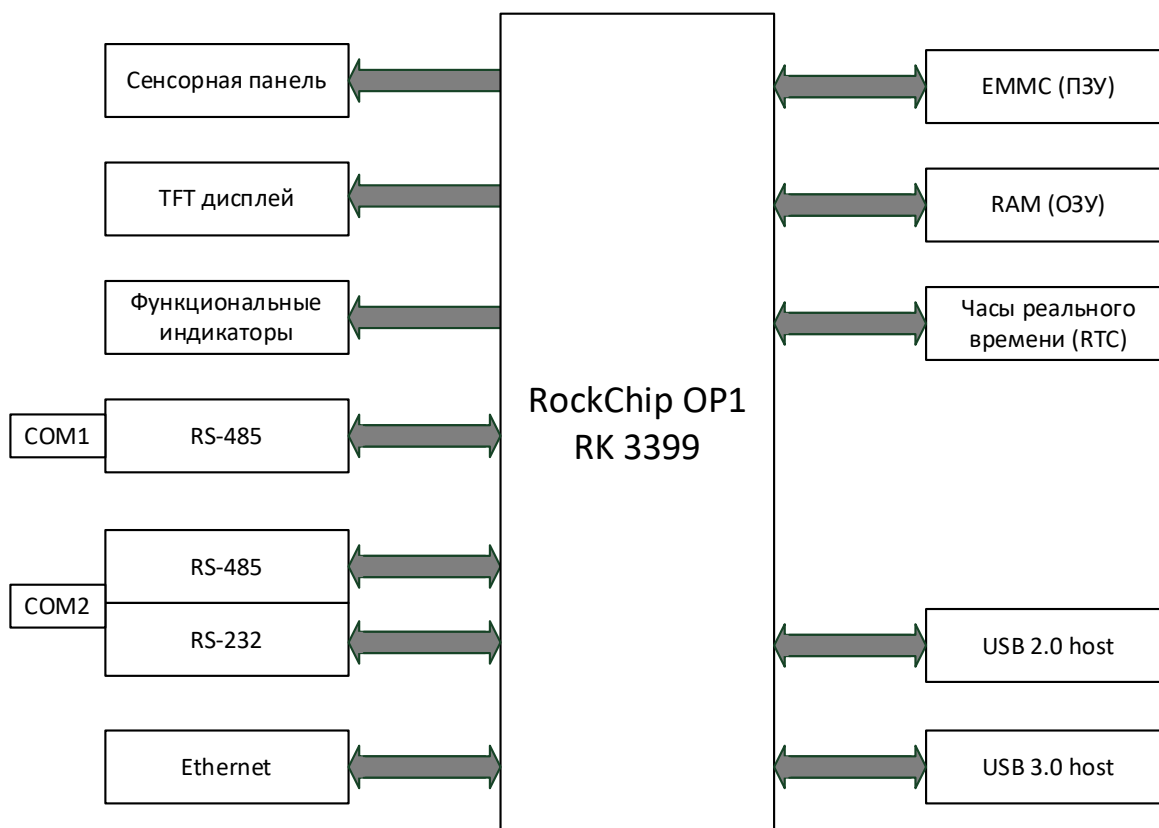 Сенсорная панель
TFT дисплей
Функциональные
индикаторы
COM1
RS-485
COM2
RS-485
RS-232
Ethernet
RockChip OP1
RK 3399
EMMC (ПЗУ)
RAM (ОЗУ)
Часы реального
времени (RTC)
USB 2.0 host
USB 3.0 host